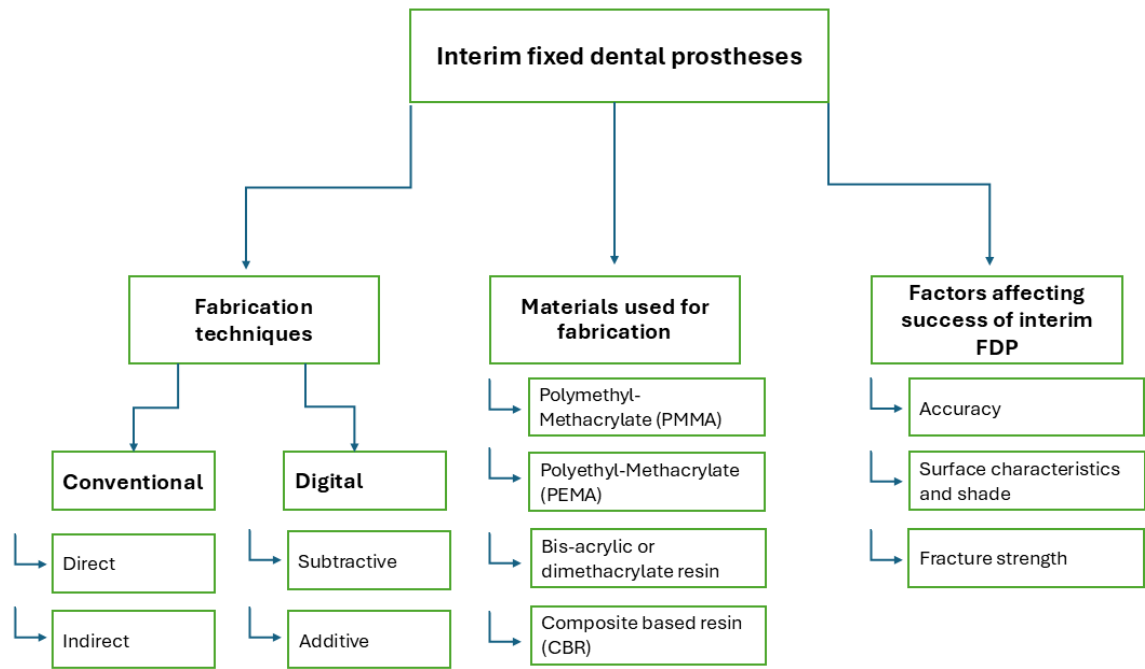 Interim fixed dental prostheses
Fabrication
techniques
Conventional
Direct
Indirect
Digital
Subtractive
Additive
Materials used for
fabrication
Polymethyl-
Methacrylate (PMMA)
Polyethyl-Methacrylate
(PEMA)
Bis-acrylic or
dimethacrylate resin
Composite based resin
(CBR)
Factors affecting
success of interim
FDP
Accuracy
Surface characteristics
and shade
Fracture strength